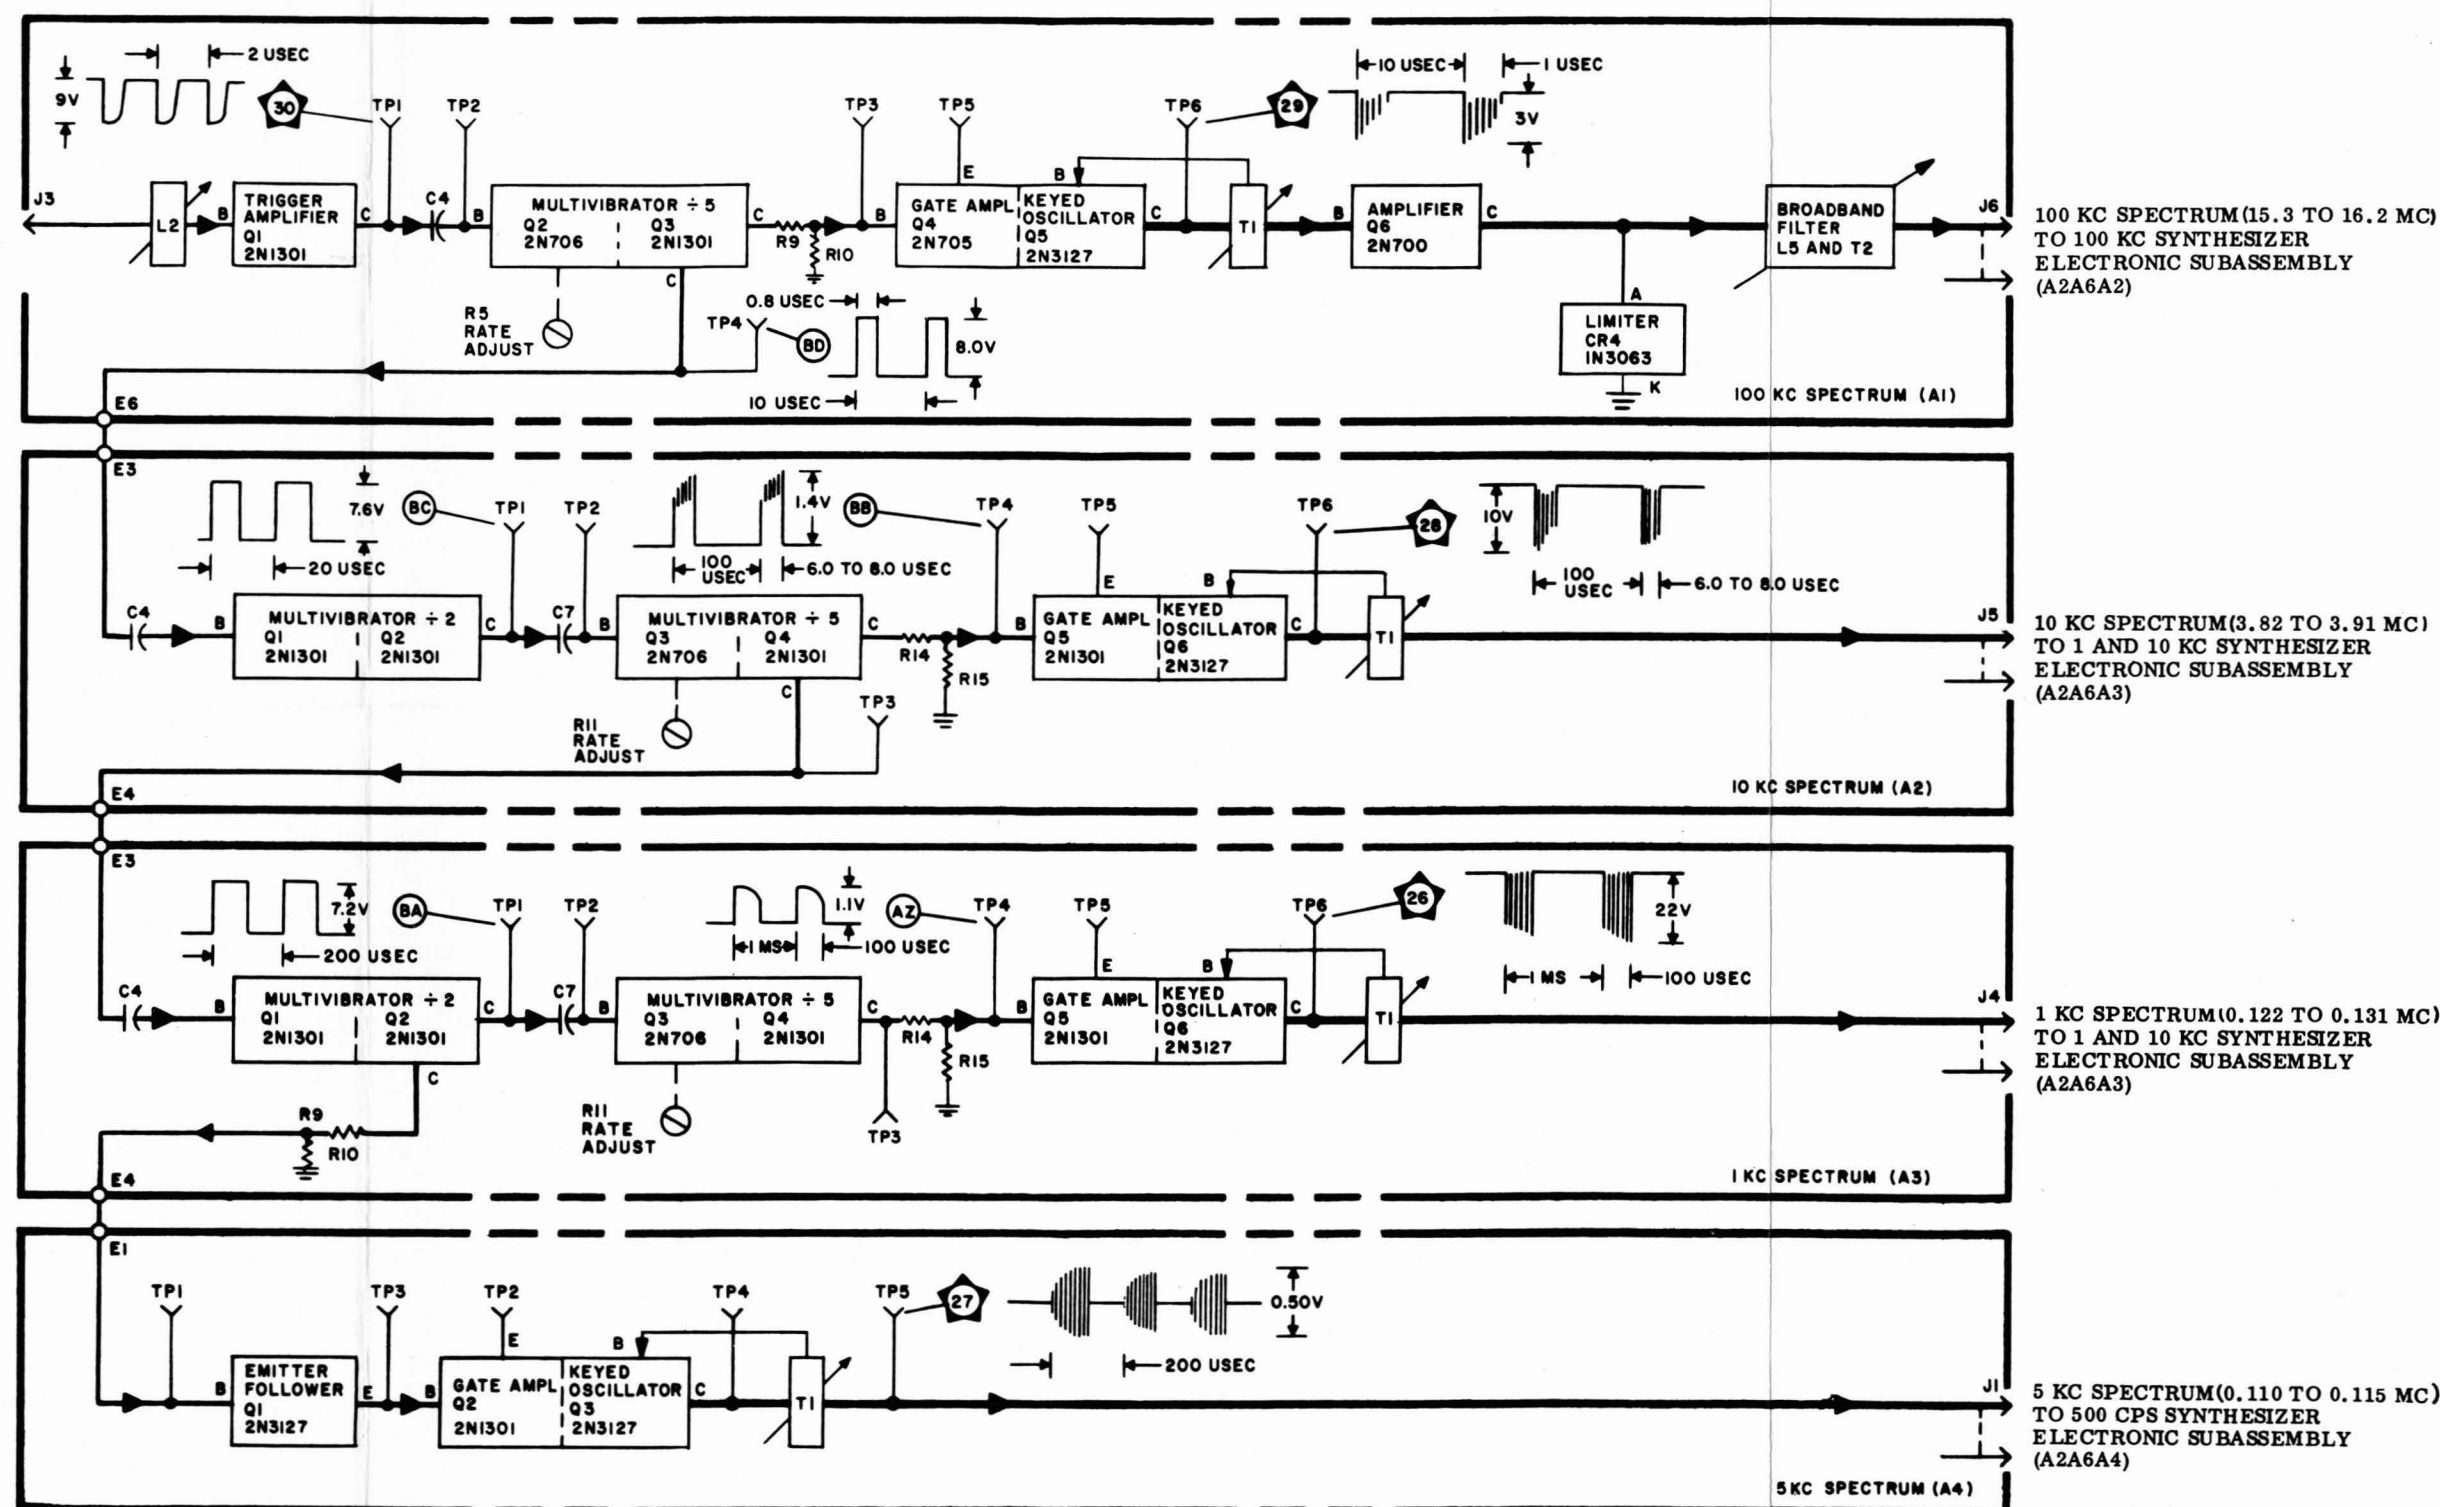 2 USEC
9V
30
TP1
TP2
TP3
TP5
TP6
29
10 USEC
1 USEC
3V
J3
L2
B
TRIGGER
AMPLIFIER
Q1
2N1301
C
C4
B
MULTIVIBRATOR ÷ 5
Q2
2N706
Q3
2N1301
C
R9
R10
B
E
GATE AMPL
Q4
2N705
B
KEYED
OSCILLATOR
Q5
2N3127
C
T1
B
AMPLIFIER
Q6
2N700
C
BROADBAND
FILTER
L5 AND T2
J6
100 KC SPECTRUM (15.3 TO 16.2 MC)
TO 100 KC SYNTHESIZER
ELECTRONIC SUBASSEMBLY
(A2A6A2)
R5
RATE
ADJUST
C
TP4
BD
0.8 USEC
8.0V
10 USEC
A
LIMITER
CR4
1N3063
K
100 KC SPECTRUM (A1)
E6
E3
7.6V
20 USEC
BC
TP1
TP2
1.4V
100
USEC
6.0 TO 8.0 USEC
BB
TP4
TP5
TP6
28
10V
100
USEC
6.0 TO 8.0 USEC
C4
B
MULTIVIBRATOR ÷ 2
Q1
2N1301
Q2
2N1301
C
C7
B
MULTIVIBRATOR ÷ 5
Q3
2N706
Q4
2N1301
C
R14
R15
B
E
GATE AMPL
Q5
2N1301
B
KEYED
OSCILLATOR
Q6
2N3127
C
T1
J5
10 KC SPECTRUM (3.82 TO 3.91 MC)
TO 1 AND 10 KC SYNTHESIZER
ELECTRONIC SUBASSEMBLY
(A2A6A3)
R11
RATE
ADJUST
C
TP3
10 KC SPECTRUM (A2)
E4
E3
7.2V
200 USEC
BA
TP1
TP2
1.1V
1 MS
100 USEC
AZ
TP4
TP5
TP6
26
22V
1 MS
100 USEC
C4
B
MULTIVIBRATOR ÷ 2
Q1
2N1301
Q2
2N1301
C
C
C7
B
MULTIVIBRATOR ÷ 5
Q3
2N706
Q4
2N1301
C
R14
R15
TP3
B
E
GATE AMPL
Q5
2N1301
B
KEYED
OSCILLATOR
Q6
2N3127
C
T1
J4
1 KC SPECTRUM (0.122 TO 0.131 MC)
TO 1 AND 10 KC SYNTHESIZER
ELECTRONIC SUBASSEMBLY
(A2A6A3)
R9
R10
R11
RATE
ADJUST
1 KC SPECTRUM (A3)
E4
E1
TP1
TP3
TP2
TP4
TP5
27
0.50V
200 USEC
B
EMITTER
FOLLOWER
Q1
2N3127
E
B
E
GATE AMPL
Q2
2N1301
B
KEYED
OSCILLATOR
Q3
2N3127
C
T1
J1
5 KC SPECTRUM (0.110 TO 0.115 MC)
TO 500 CPS SYNTHESIZER
ELECTRONIC SUBASSEMBLY
(A2A6A4)
5 KC SPECTRUM (A4)